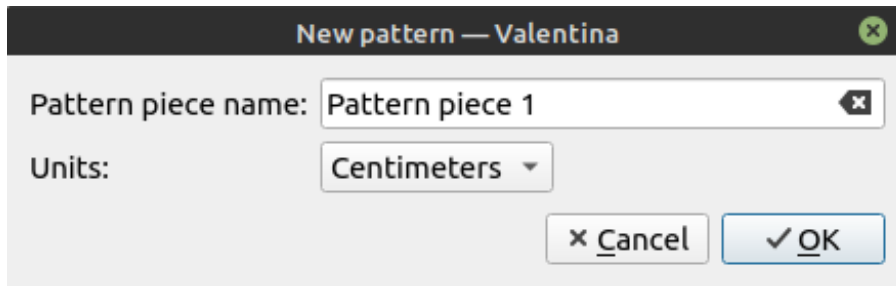 New pattern — Valentina
Pattern piece name: Pattern piece 1
Units: Centimeters
Cancel OK